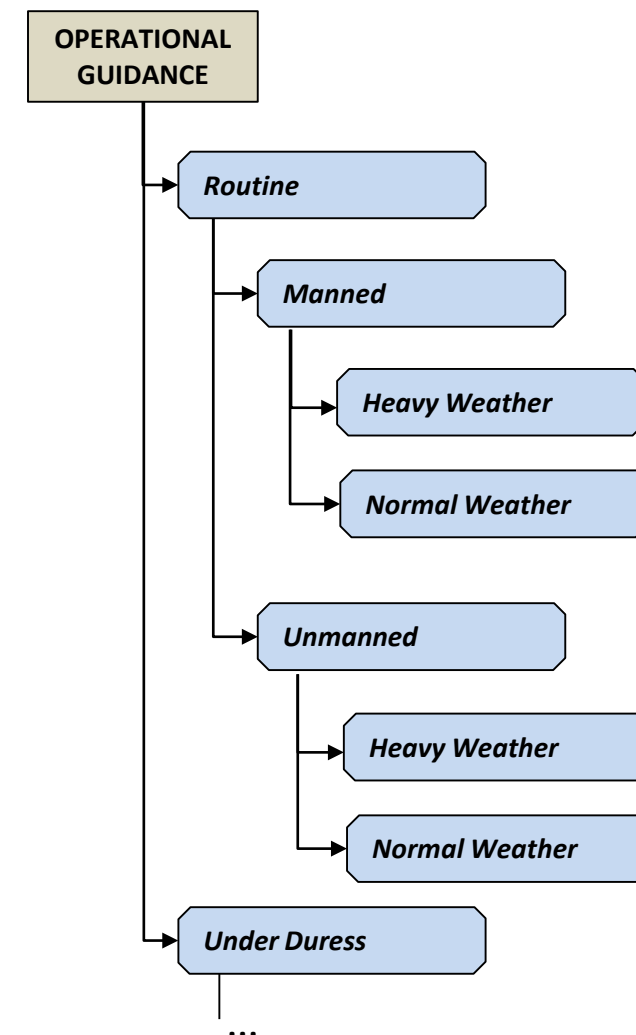 OPERATIONAL
GUIDANCE
Routine
Manned
Heavy Weather
Normal Weather
Unmanned
Heavy Weather
Normal Weather
Under Duress
...